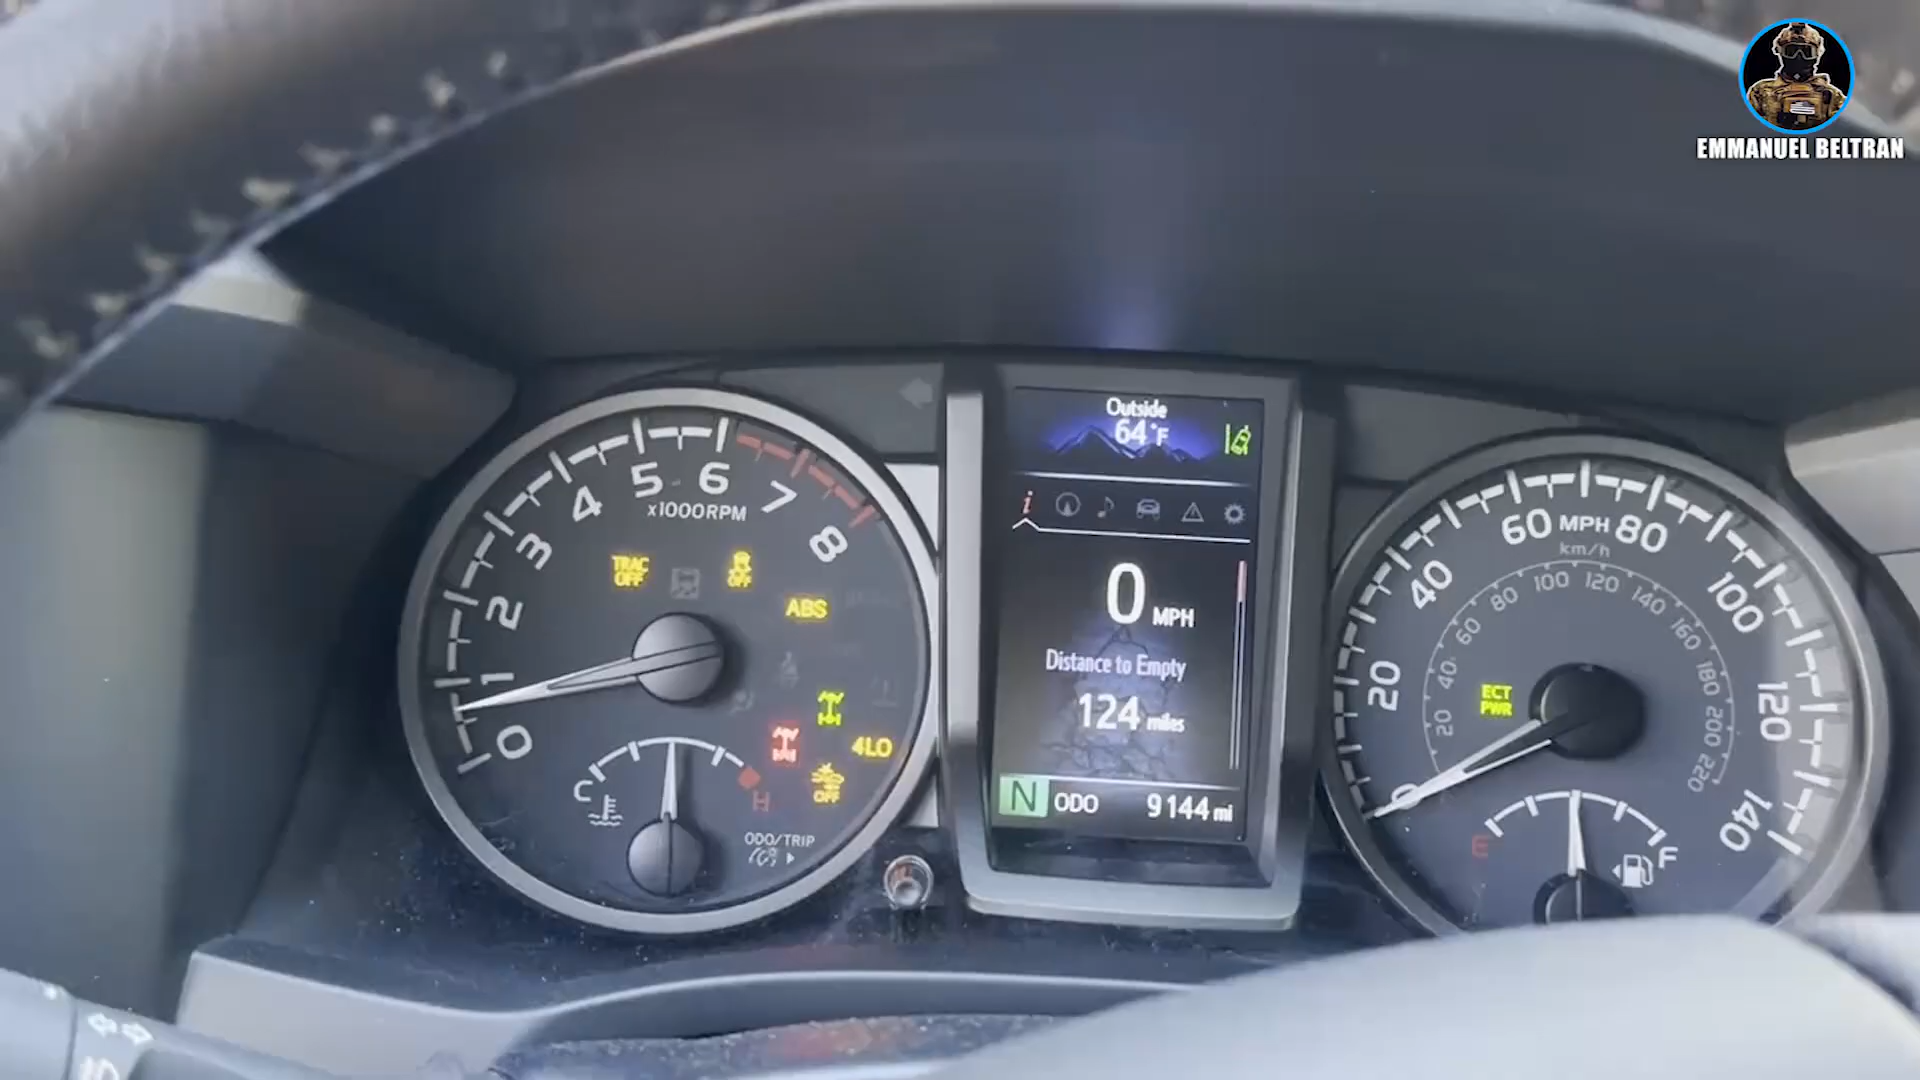 EMMANUEL BELTRAN
0
1
2
3
4
5
6
7
8
x1000RPM
TRAC
OFF
OFF
ABS
4LO
OFF
C
H
ODO/TRIP
Outside
64°F
i
0 MPH
Distance to Empty
124 miles
N ODO 9144 mi
0
20
40
60
MPH
80
100
120
140
km/h
20
40
60
80
100
120
140
160
180
200
220
ECT
PWR
E
F